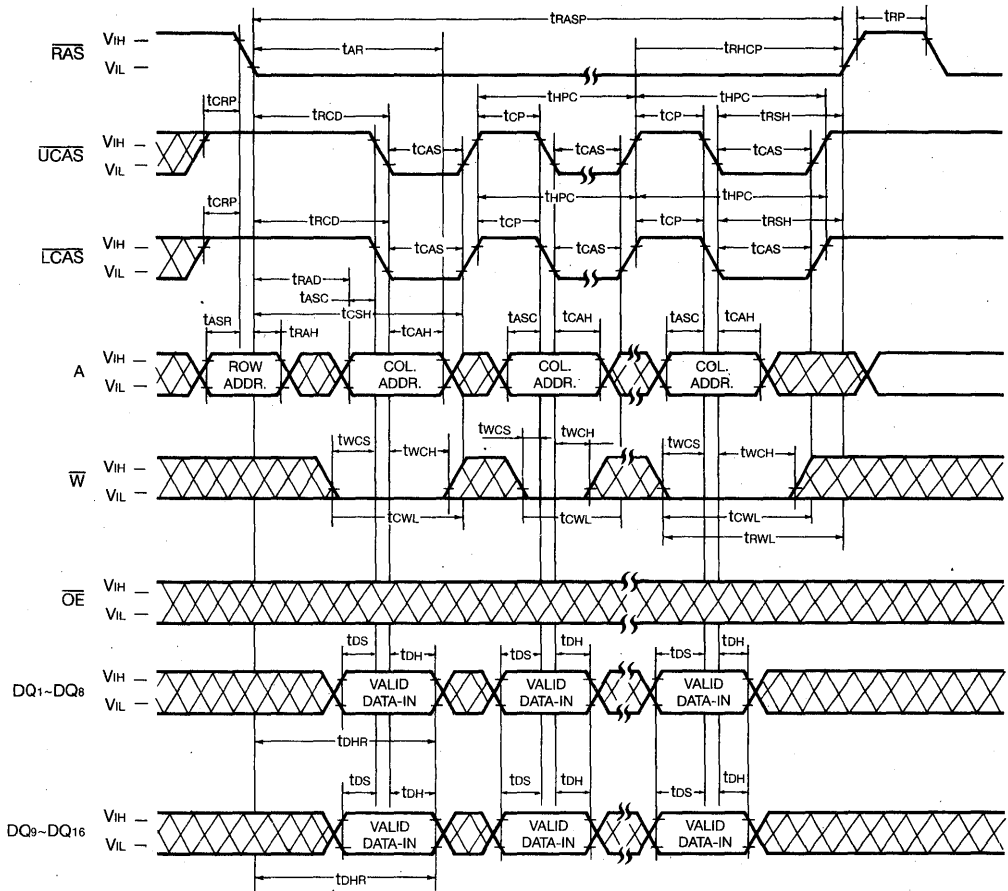 tRASP
tRP
RAS
VIH
VIL
tAR
tRHCP
tCRP
tRCD
tHPC
tHPC
tCP
tCP
tRSH
UCAS
VIH
VIL
tCAS
tCAS
tCAS
tCRP
tRCD
tHPC
tHPC
tCP
tCP
tRSH
LCAS
VIH
VIL
tCAS
tCAS
tCAS
tRAD
tASC
tCSH
tASR
tRAH
tCAH
tASC
tCAH
tASC
tCAH
A
VIH
VIL
ROW ADDR.
COL. ADDR.
COL. ADDR.
COL. ADDR.
tWCS
tWCH
tWCS
tWCH
tWCS
tWCH
W
VIH
VIL
tCWL
tCWL
tCWL
tRWL
OE
VIH
VIL
tDS
tDH
tDS
tDH
tDS
tDH
DQ1~DQ8
VIH
VIL
VALID DATA-IN
VALID DATA-IN
VALID DATA-IN
tDHR
tDS
tDH
tDS
tDH
tDS
tDH
DQ9~DQ16
VIH
VIL
VALID DATA-IN
VALID DATA-IN
VALID DATA-IN
tDHR